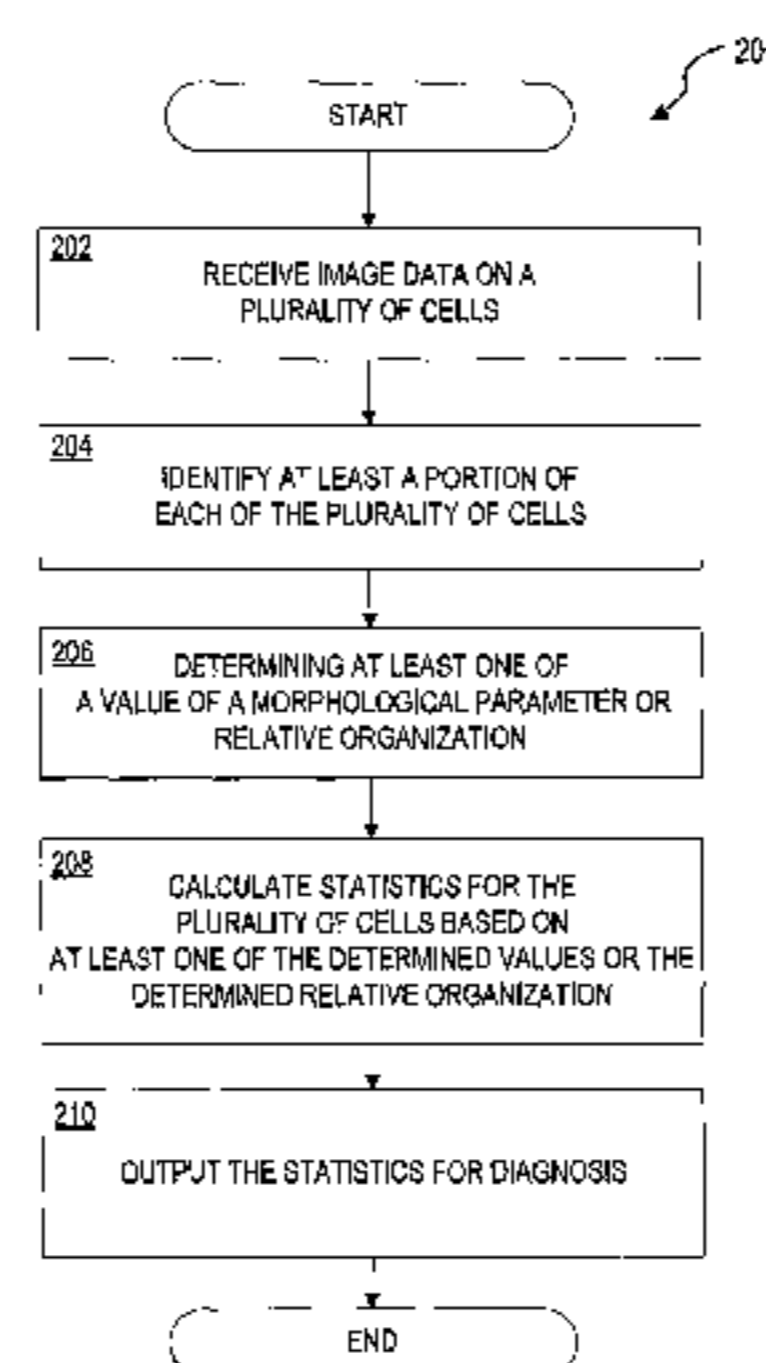 20
START
202
RECEIVE IMAGE DATA ON A
PLURALITY OF CELLS
204
IDENTIFY AT LEAST A PORTION OF
EACH OF THE PLURALITY OF CELLS
206
DETERMINING AT LEAST ONE OF
A VALUE OF A MORPHOLOGICAL PARAMETER OR
RELATIVE ORGANIZATION
208
CALCULATE STATISTICS FOR THE
PLURALITY OF CELLS BASED ON
AT LEAST ONE OF THE DETERMINED VALUES OR THE
DETERMINED RELATIVE ORGANIZATION
210
OUTPUT THE STATISTICS FOR DIAGNOSIS
END